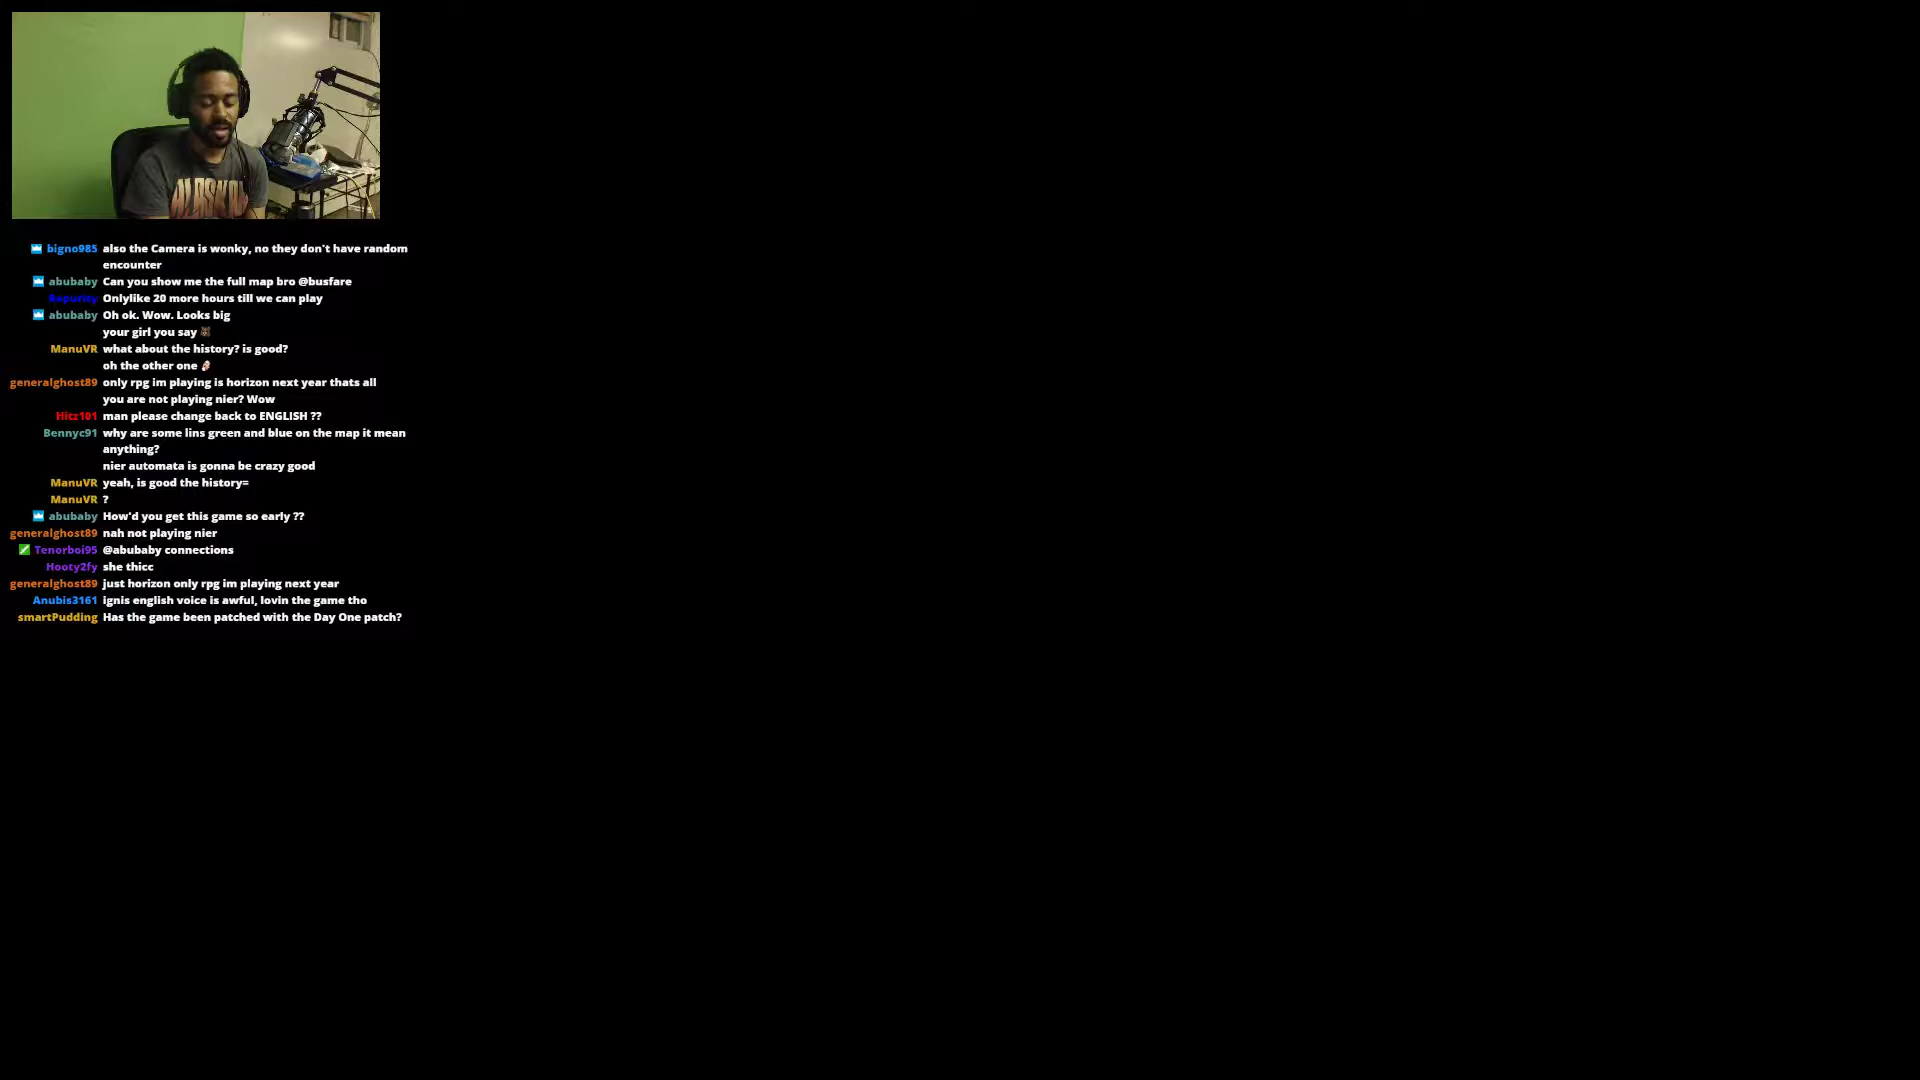 ALASKAN
bigno985 also the Camera is wonky, no they don't have random
encounter
abubaby Can you show me the full map bro @busfare
Onlylike 20 more hours till we can play
abubaby Oh ok. Wow. Looks big
your girl you say
ManuVR what about the history? is good?
oh the other one
generalghost89 only rpg im playing is horizon next year thats all
you are not playing nier? Wow
Hitz101 man please change back to ENGLISH ??
Bennyc91 why are some lins green and blue on the map it mean
anything?
nier automata is gonna be crazy good
ManuVR yeah, is good the history=
ManuVR ?
abubaby How'd you get this game so early ??
generalghost89 nah not playing nier
Tenorboi95 @abubaby connections
Hooty2fy she thicc
generalghost89 just horizon only rpg im playing next year
Anubis3161 ignis english voice is awful, lovin the game tho
smartPudding Has the game been patched with the Day One patch?